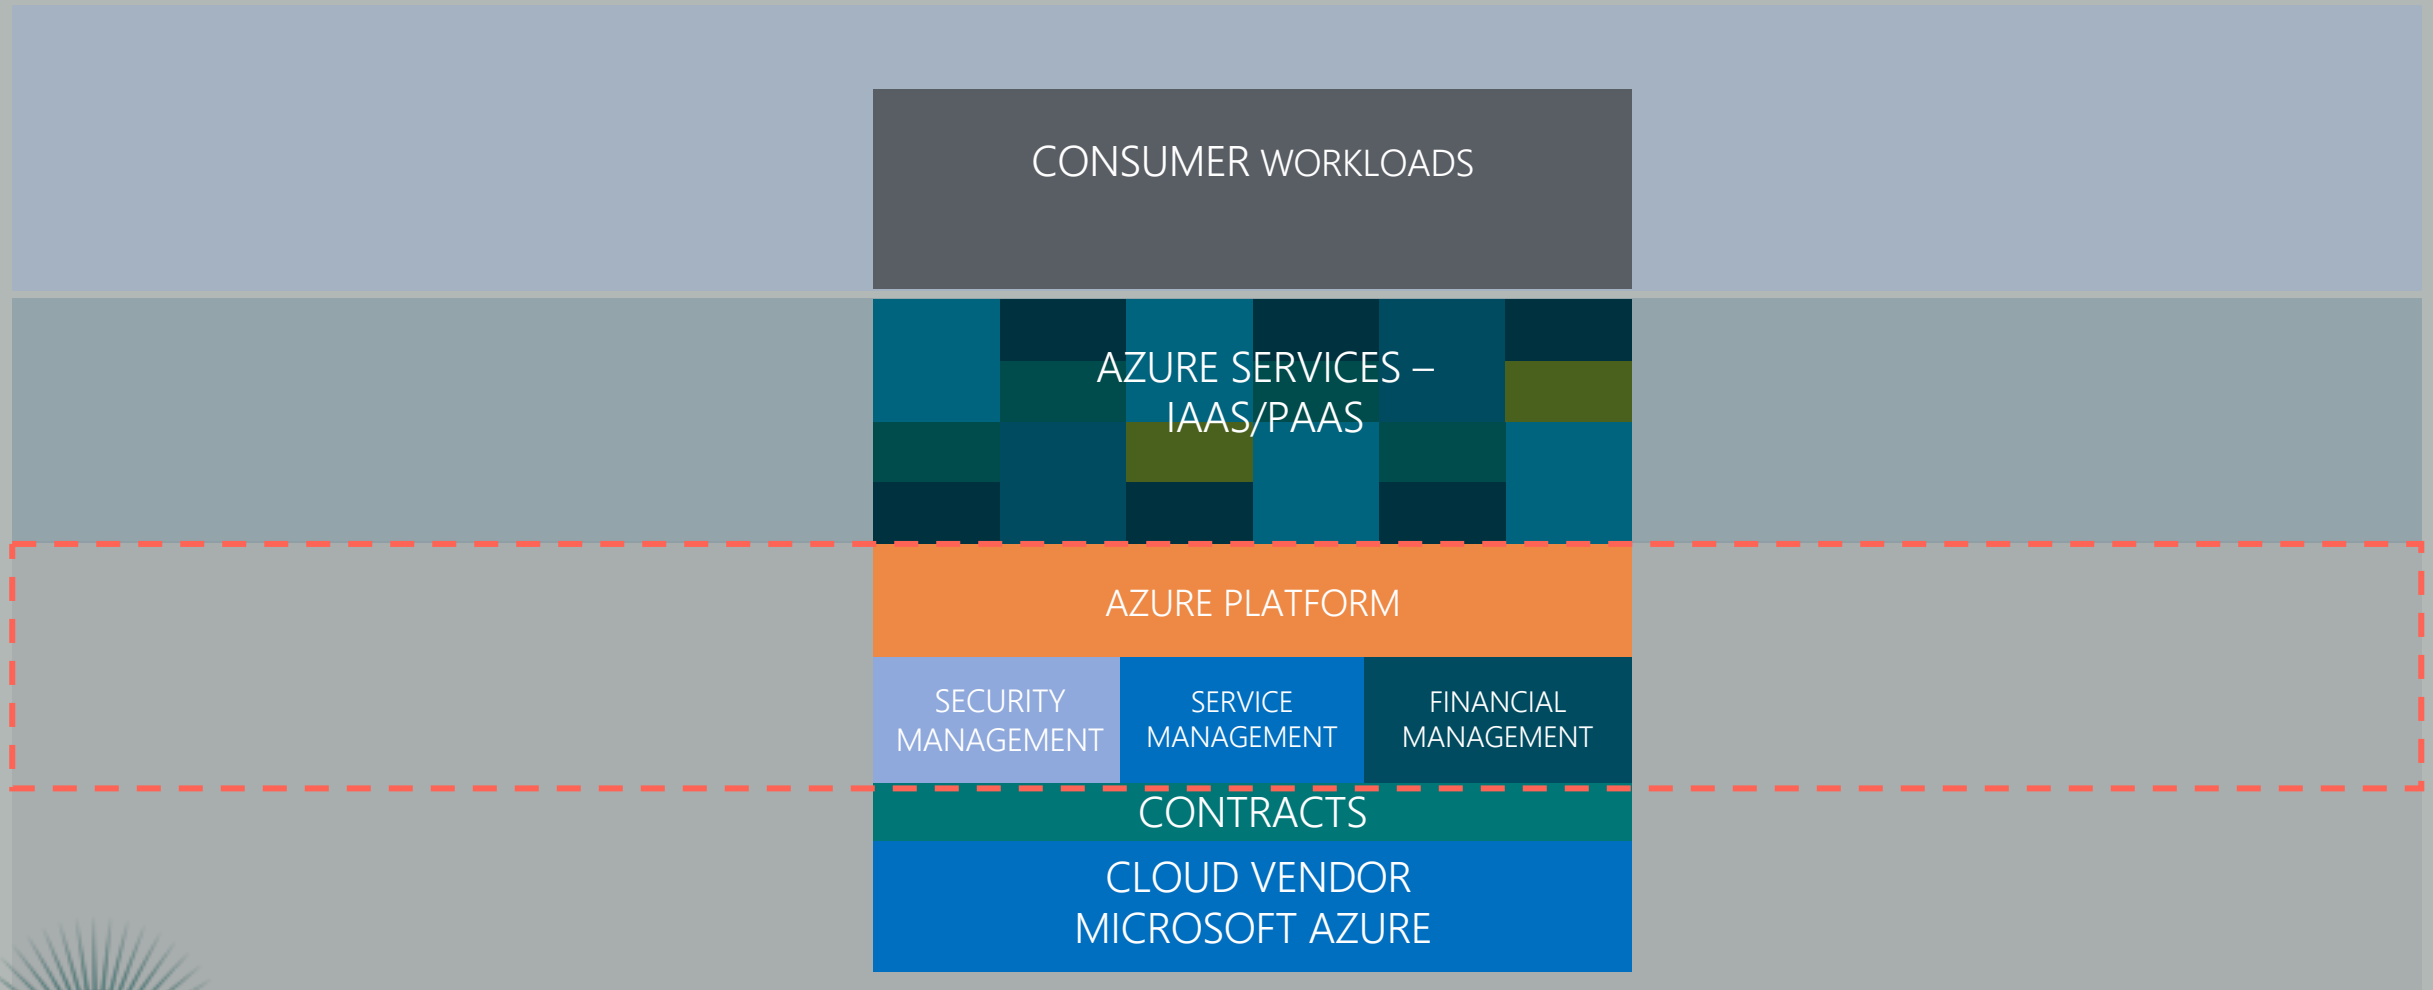 CONSUMER WORKLOADS
AZURE SERVICES –
IAAS/PAAS
AZURE PLATFORM
SECURITY
MANAGEMENT
SERVICE
MANAGEMENT
FINANCIAL
MANAGEMENT
CONTRACTS
CLOUD VENDOR
MICROSOFT AZURE